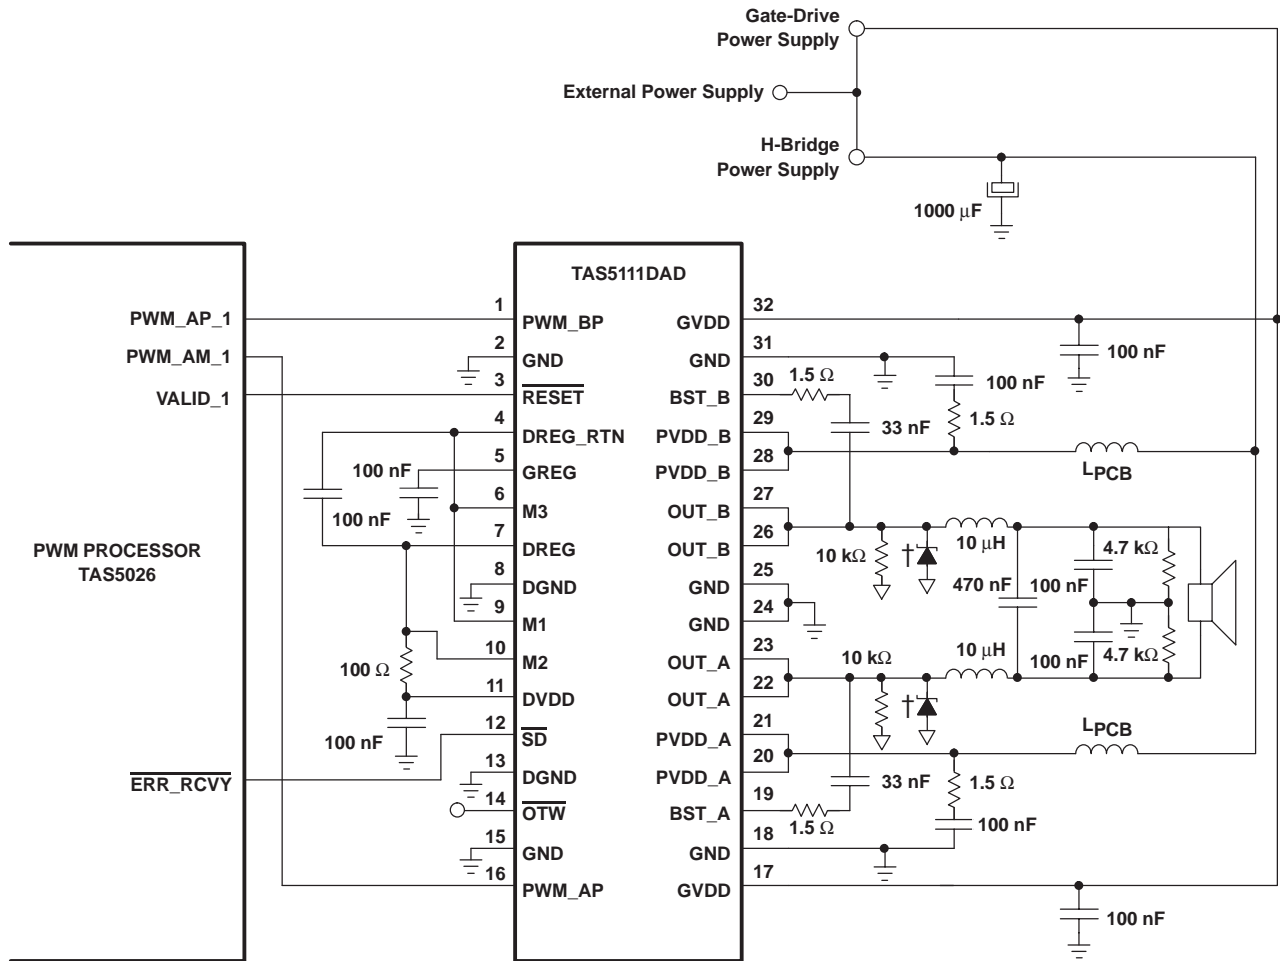 Gate-Drive
Power Supply
External Power Supply
H-Bridge
Power Supply
1000 μF
TAS5111DAD
PWM PROCESSOR
TAS5026
PWM_AP_1
PWM_AM_1
VALID_1
ERR_RCVY
1
PWM_BP
2
GND
3
RESET
4
DREG_RTN
5
GREG
6
M3
7
DREG
8
DGND
9
M1
10
M2
11
DVDD
12
SD
13
DGND
14
OTW
15
GND
16
PWM_AP
100 nF
100 nF
100 Ω
100 nF
32
GVDD
31
GND
30
BST_B
29
PVDD_B
28
PVDD_B
27
OUT_B
26
OUT_B
25
GND
24
GND
23
OUT_A
22
OUT_A
21
PVDD_A
20
PVDD_A
19
BST_A
18
GND
17
GVDD
100 nF
1.5 Ω
100 nF
33 nF
1.5 Ω
LPCB
10 kΩ
†
10 μH
4.7 kΩ
470 nF
100 nF
10 kΩ
†
10 μH
100 nF
4.7 kΩ
LPCB
33 nF
1.5 Ω
1.5 Ω
100 nF
100 nF